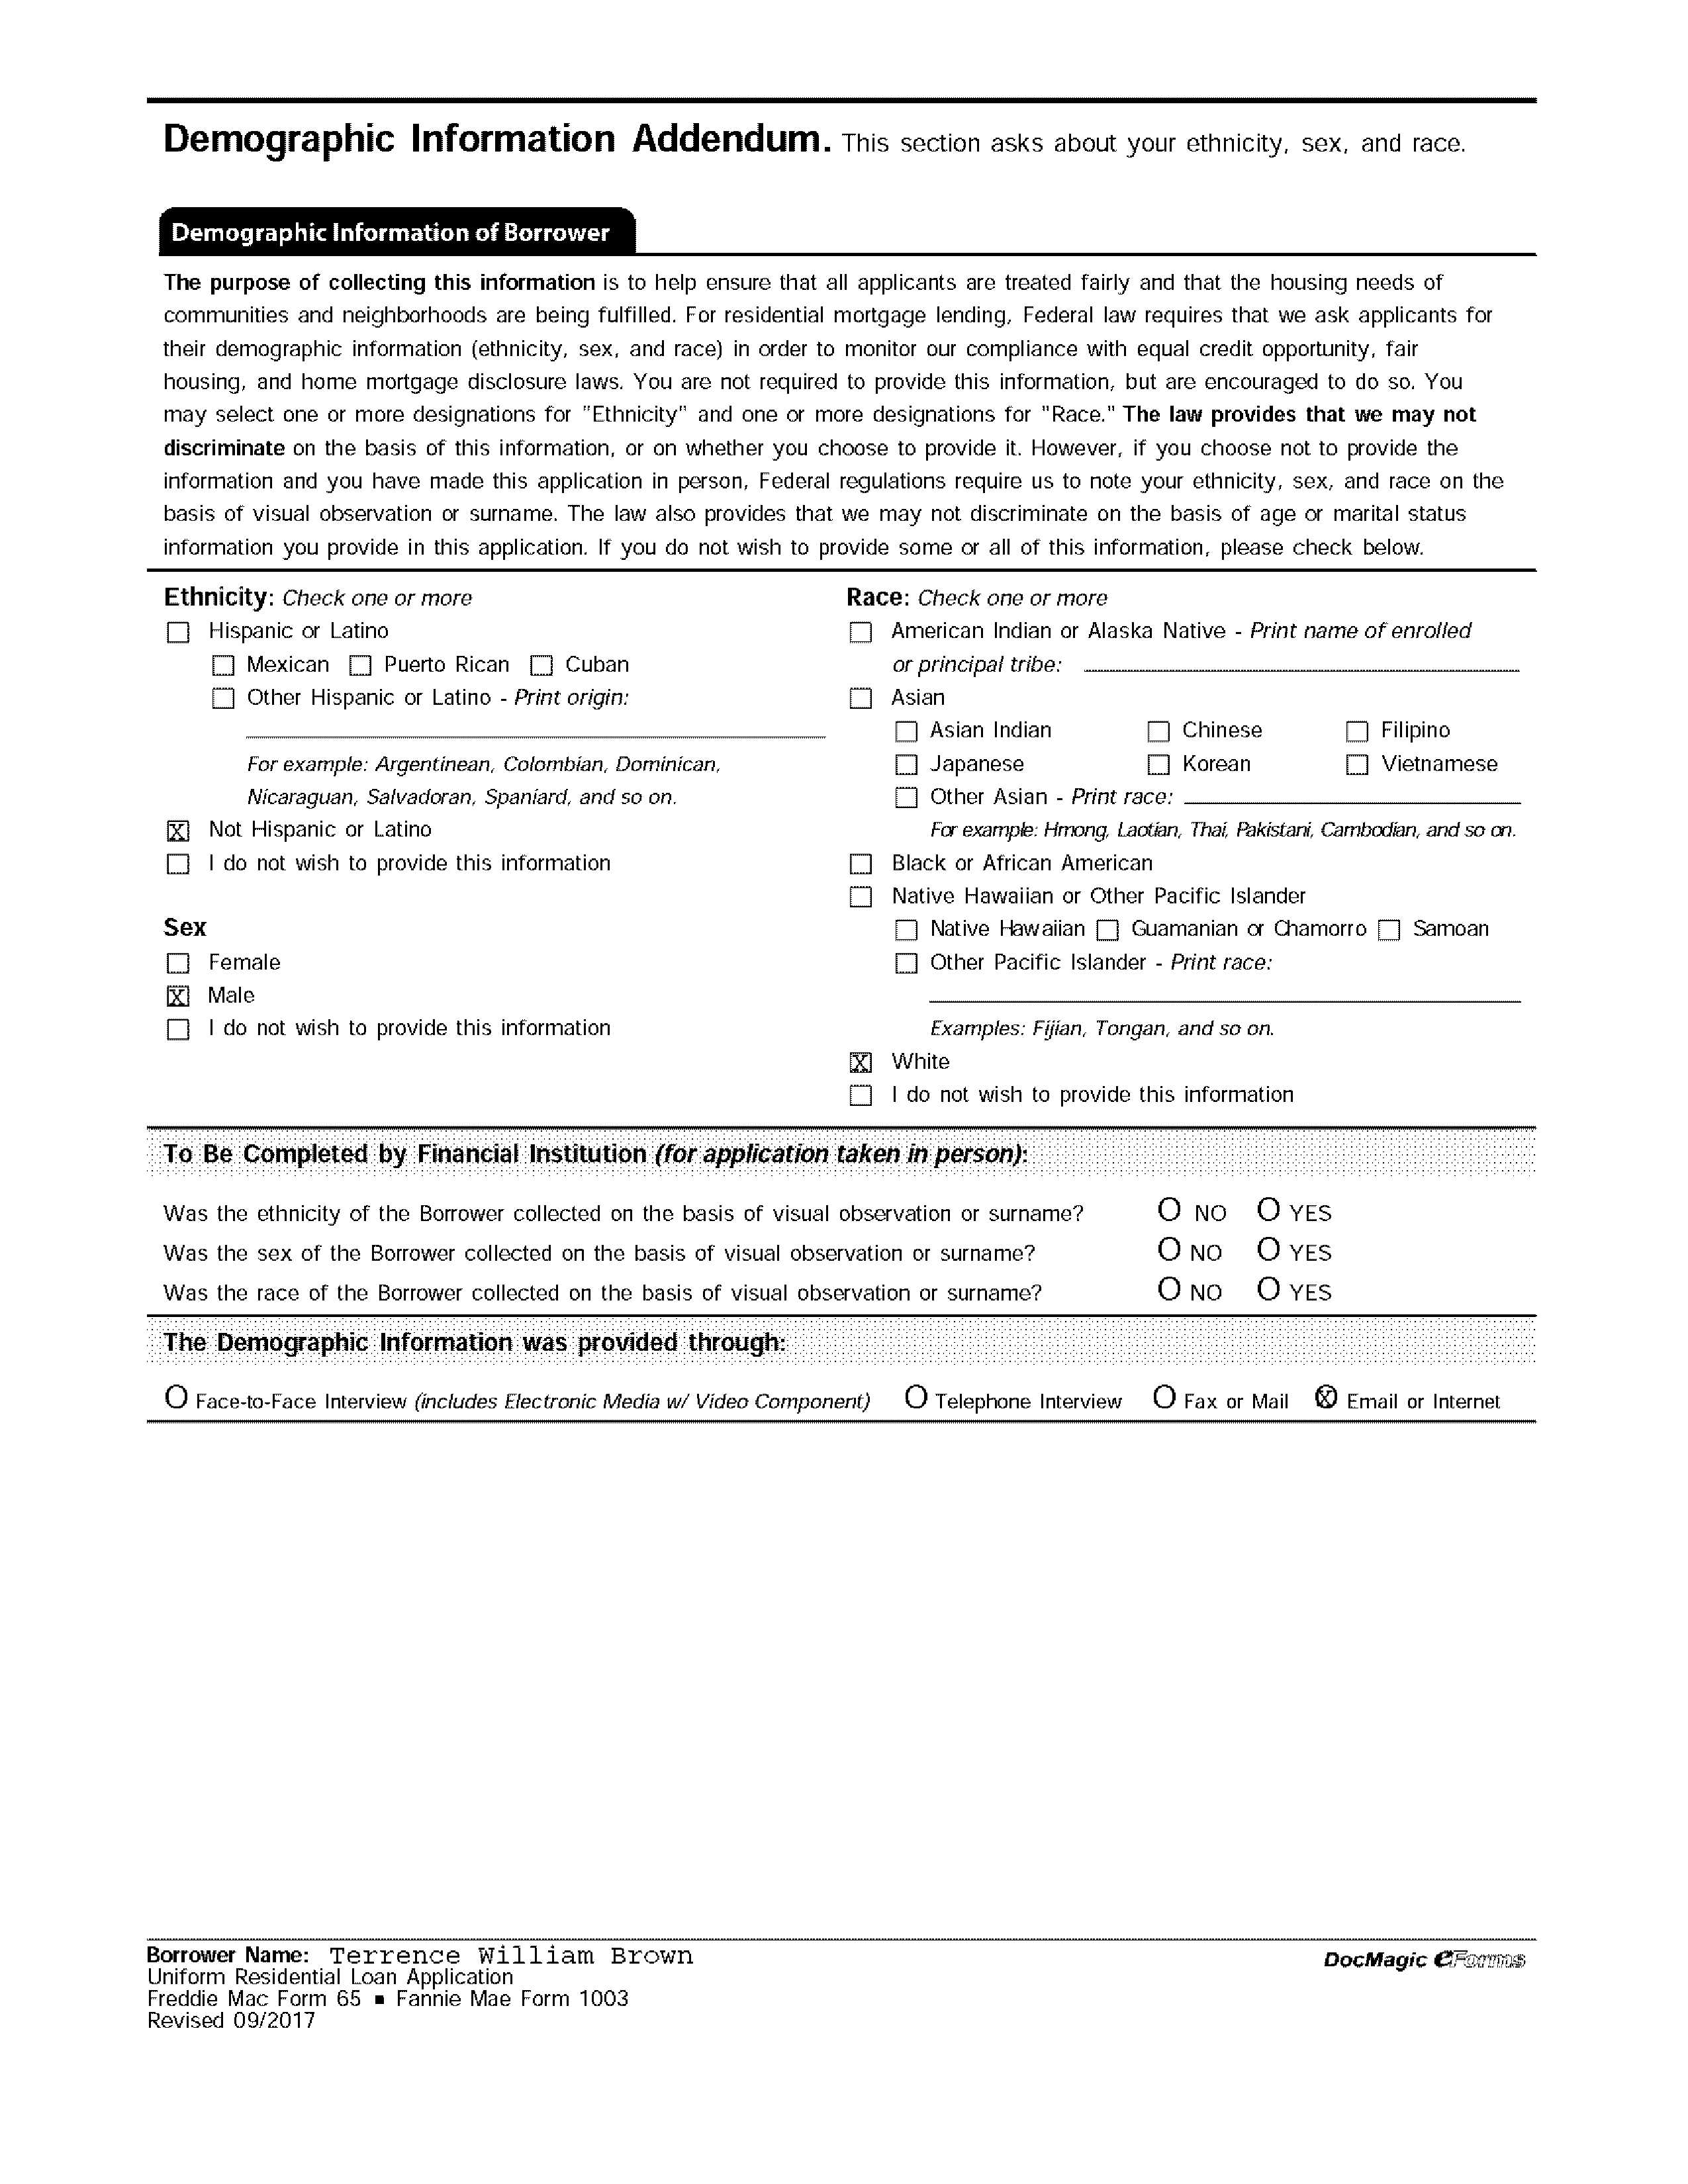 Demographic Information Addendum. This section asks about your ethnicity, sex, and race.
Demographic Information of Borrower
The purpose of collecting this information is to help ensure that all applicants are treated fairly and that the housing needs of
communities and neighborhoods are being fulfilled. For residential mortgage lending, Federal law requires that we ask applicants for
their demographic information (ethnicity, sex, and race) in order to monitor our compliance with equal credit opportunity, fair
housing, and home mortgage disclosure laws. You are not required to provide this information, but are encouraged to do so. You
may select one or more designations for "Ethnicity" and one or more designations for "Race." The law provides that we may not
discriminate on the basis of this information, or on whether you choose to provide it. However, if you choose not to provide the
information and you have made this application in person, Federal regulations require us to note your ethnicity, sex, and race on the
basis of visual observation or surname. The law also provides that we may not discriminate on the basis of age or marital status
information you provide in this application. If you do not wish to provide some or all of this information, please check below.
Ethnicity: Check one or more
Hispanic or Latino
Mexican Puerto Rican Cuban
Other Hispanic or Latino - Print origin:
For example: Argentinean, Colombian, Dominican,
Nicaraguan, Salvadoran, Spaniard, and so on.
X Not Hispanic or Latino
I do not wish to provide this information
Sex
Female
X Male
I do not wish to provide this information
Race: Check one or more
American Indian or Alaska Native - Print name of enrolled
or principal tribe:
Asian
Asian Indian Chinese Filipino
Japanese Korean Vietnamese
Other Asian - Print race:
For example: Hmong, Laotian, Thai, Pakistani, Cambodian, and so on.
Black or African American
Native Hawaiian or Other Pacific Islander
Native Hawaiian Guamanian or Chamorro Samoan
Other Pacific Islander - Print race:
Examples: Fijian, Tongan, and so on.
X White
I do not wish to provide this information
To Be Completed by Financial Institution (for application taken in person):
Was the ethnicity of the Borrower collected on the basis of visual observation or surname? NO YES
Was the sex of the Borrower collected on the basis of visual observation or surname? NO YES
Was the race of the Borrower collected on the basis of visual observation or surname? NO YES
The Demographic Information was provided through:
Face-to-Face Interview (includes Electronic Media w/ Video Component) Telephone Interview Fax or Mail X Email or Internet
Borrower Name: Terrence William Brown
Uniform Residential Loan Application
Freddie Mac Form 65 ▪ Fannie Mae Form 1003
Revised 09/2017
DocMagic eForms